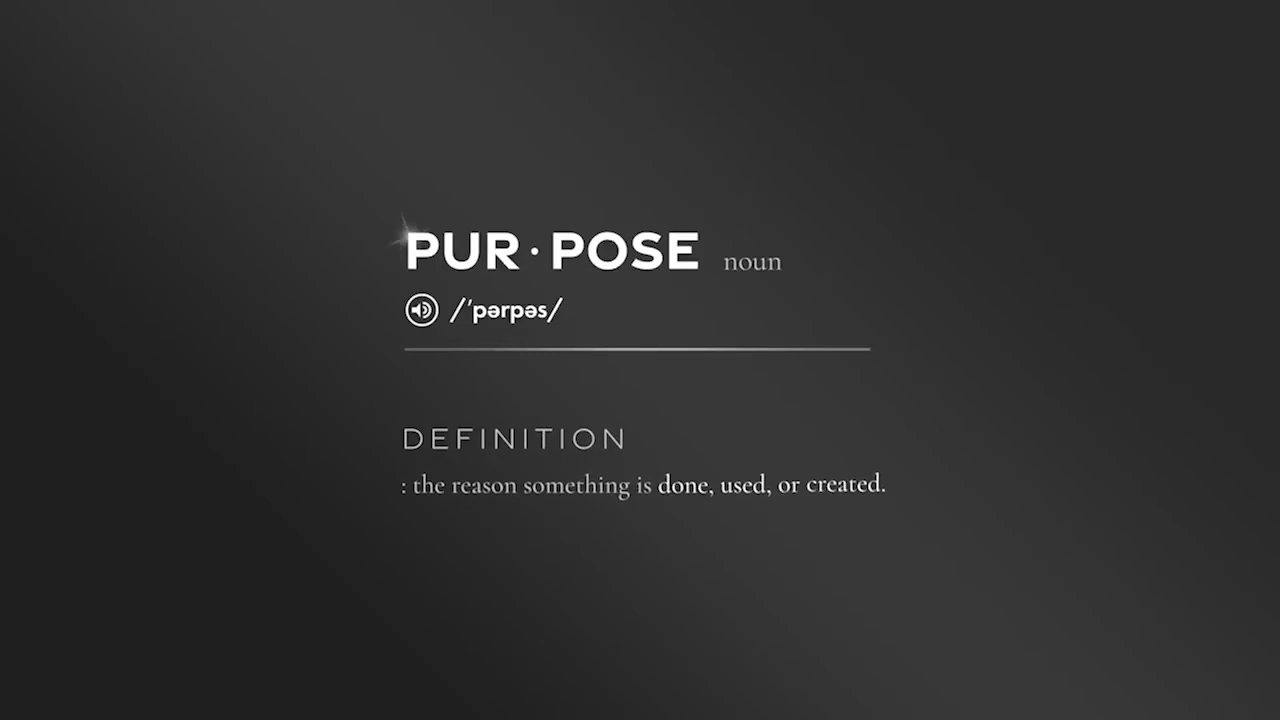 PUR·POSE noun
/ˈpərpəs/
DEFINITION
: the reason something is done, used, or created.